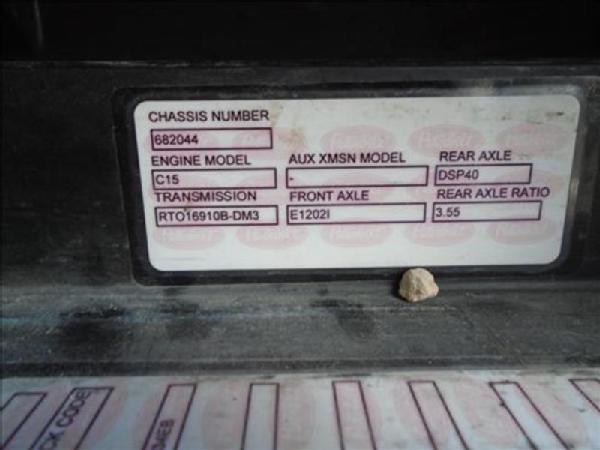 CHASSIS NUMBER
682044
ENGINE MODEL AUX XMSN MODEL REAR AXLE
C15 - DSP40
TRANSMISSION FRONT AXLE REAR AXLE RATIO
RTO16910B-DM3 E1202I 3.55
CODE